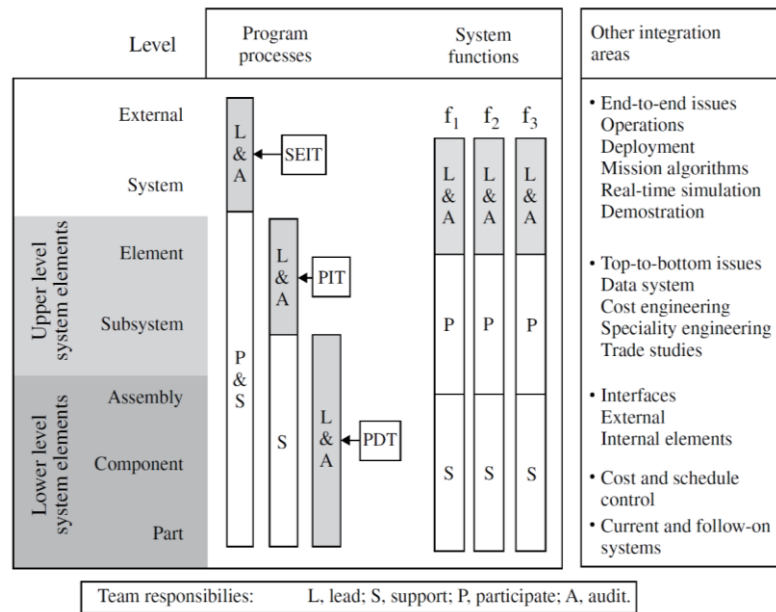 Level
Program
processes
System
functions
Other integration
areas
External
System
Upper level
system elements
Element
Subsystem
Lower level
system elements
Assembly
Component
Part
L
&
A
SEIT
P
&
S
L
&
A
PIT
S
L
&
A
PDT
f1 f2 f3
L L L
& & &
A A A
P P P
S S S
• End-to-end issues
Operations
Deployment
Mission algorithms
Real-time simulation
Demostration
• Top-to-bottom issues
Data system
Cost engineering
Speciality engineering
Trade studies
• Interfaces
External
Internal elements
• Cost and schedule
control
• Current and follow-on
systems
Team responsibilies: L, lead; S, support; P, participate; A, audit.